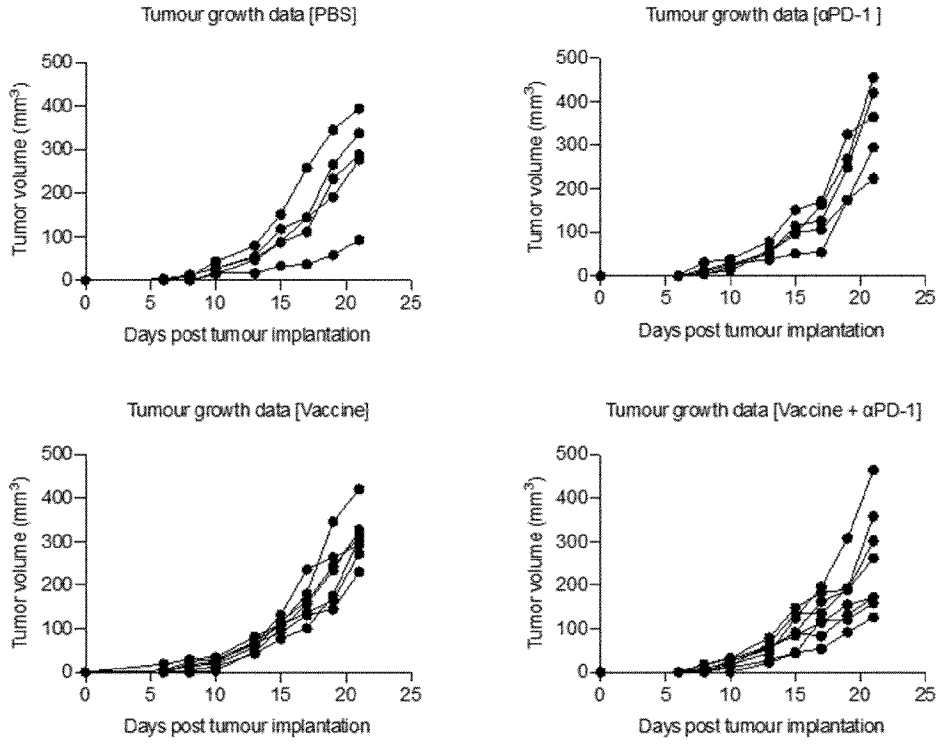 Tumour growth data [PBS]
500
400
300
200
100
0
Tumor volume (mm³)
0 5 10 15 20 25
Days post tumour implantation
Tumour growth data [αPD-1 ]
500
400
300
200
100
0
Tumor volume (mm³)
0 5 10 15 20 25
Days post tumour implantation
Tumour growth data [Vaccine]
500
400
300
200
100
0
Tumor volume (mm³)
0 5 10 15 20 25
Days post tumour implantation
Tumour growth data [Vaccine + αPD-1]
500
400
300
200
100
0
Tumor volume (mm³)
0 5 10 15 20 25
Days post tumour implantation